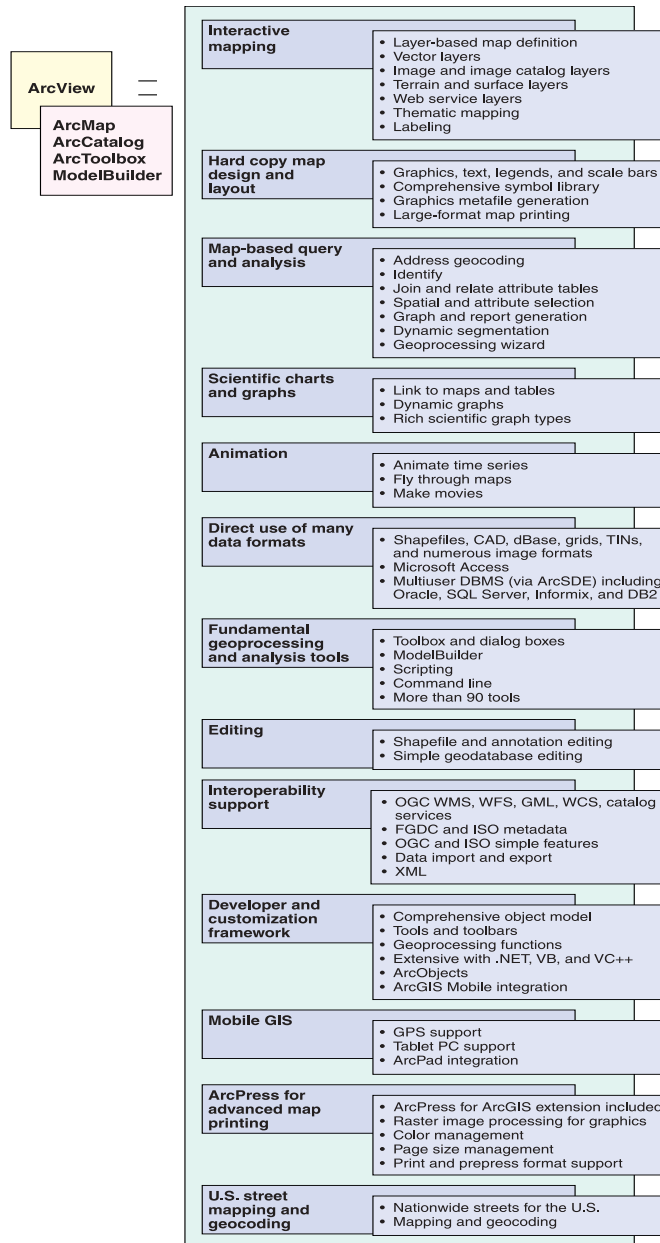 ArcView
ArcMap
ArcCatalog
ArcToolbox
ModelBuilder
Interactive
mapping
• Layer-based map definition
• Vector layers
• Image and image catalog layers
• Terrain and surface layers
• Web service layers
• Thematic mapping
• Labeling
Hard copy map
design and
layout
• Graphics, text, legends, and scale bars
• Comprehensive symbol library
• Graphics metafile generation
• Large-format map printing
Map-based query
and analysis
• Address geocoding
• Identify
• Join and relate attribute tables
• Spatial and attribute selection
• Graph and report generation
• Dynamic segmentation
• Geoprocessing wizard
Scientific charts
and graphs
• Link to maps and tables
• Dynamic graphs
• Rich scientific graph types
Animation
• Animate time series
• Fly through maps
• Make movies
Direct use of many
data formats
• Shapefiles, CAD, dBase, grids, TINs,
and numerous image formats
• Microsoft Access
• Multiuser DBMS (via ArcSDE) including
Oracle, SQL Server, Informix, and DB2
Fundamental
geoprocessing
and analysis tools
• Toolbox and dialog boxes
• ModelBuilder
• Scripting
• Command line
• More than 90 tools
Editing
• Shapefile and annotation editing
• Simple geodatabase editing
Interoperability
support
• OGC WMS, WFS, GML, WCS, catalog
services
• FGDC and ISO metadata
• OGC and ISO simple features
• Data import and export
• XML
Developer and
customization
framework
• Comprehensive object model
• Tools and toolbars
• Geoprocessing functions
• Extensive with .NET, VB, and VC++
• ArcObjects
• ArcGIS Mobile integration
Mobile GIS
• GPS support
• Tablet PC support
• ArcPad integration
ArcPress for
advanced map
printing
• ArcPress for ArcGIS extension included
• Raster image processing for graphics
• Color management
• Page size management
• Print and prepress format support
U.S. street
mapping and
geocoding
• Nationwide streets for the U.S.
• Mapping and geocoding